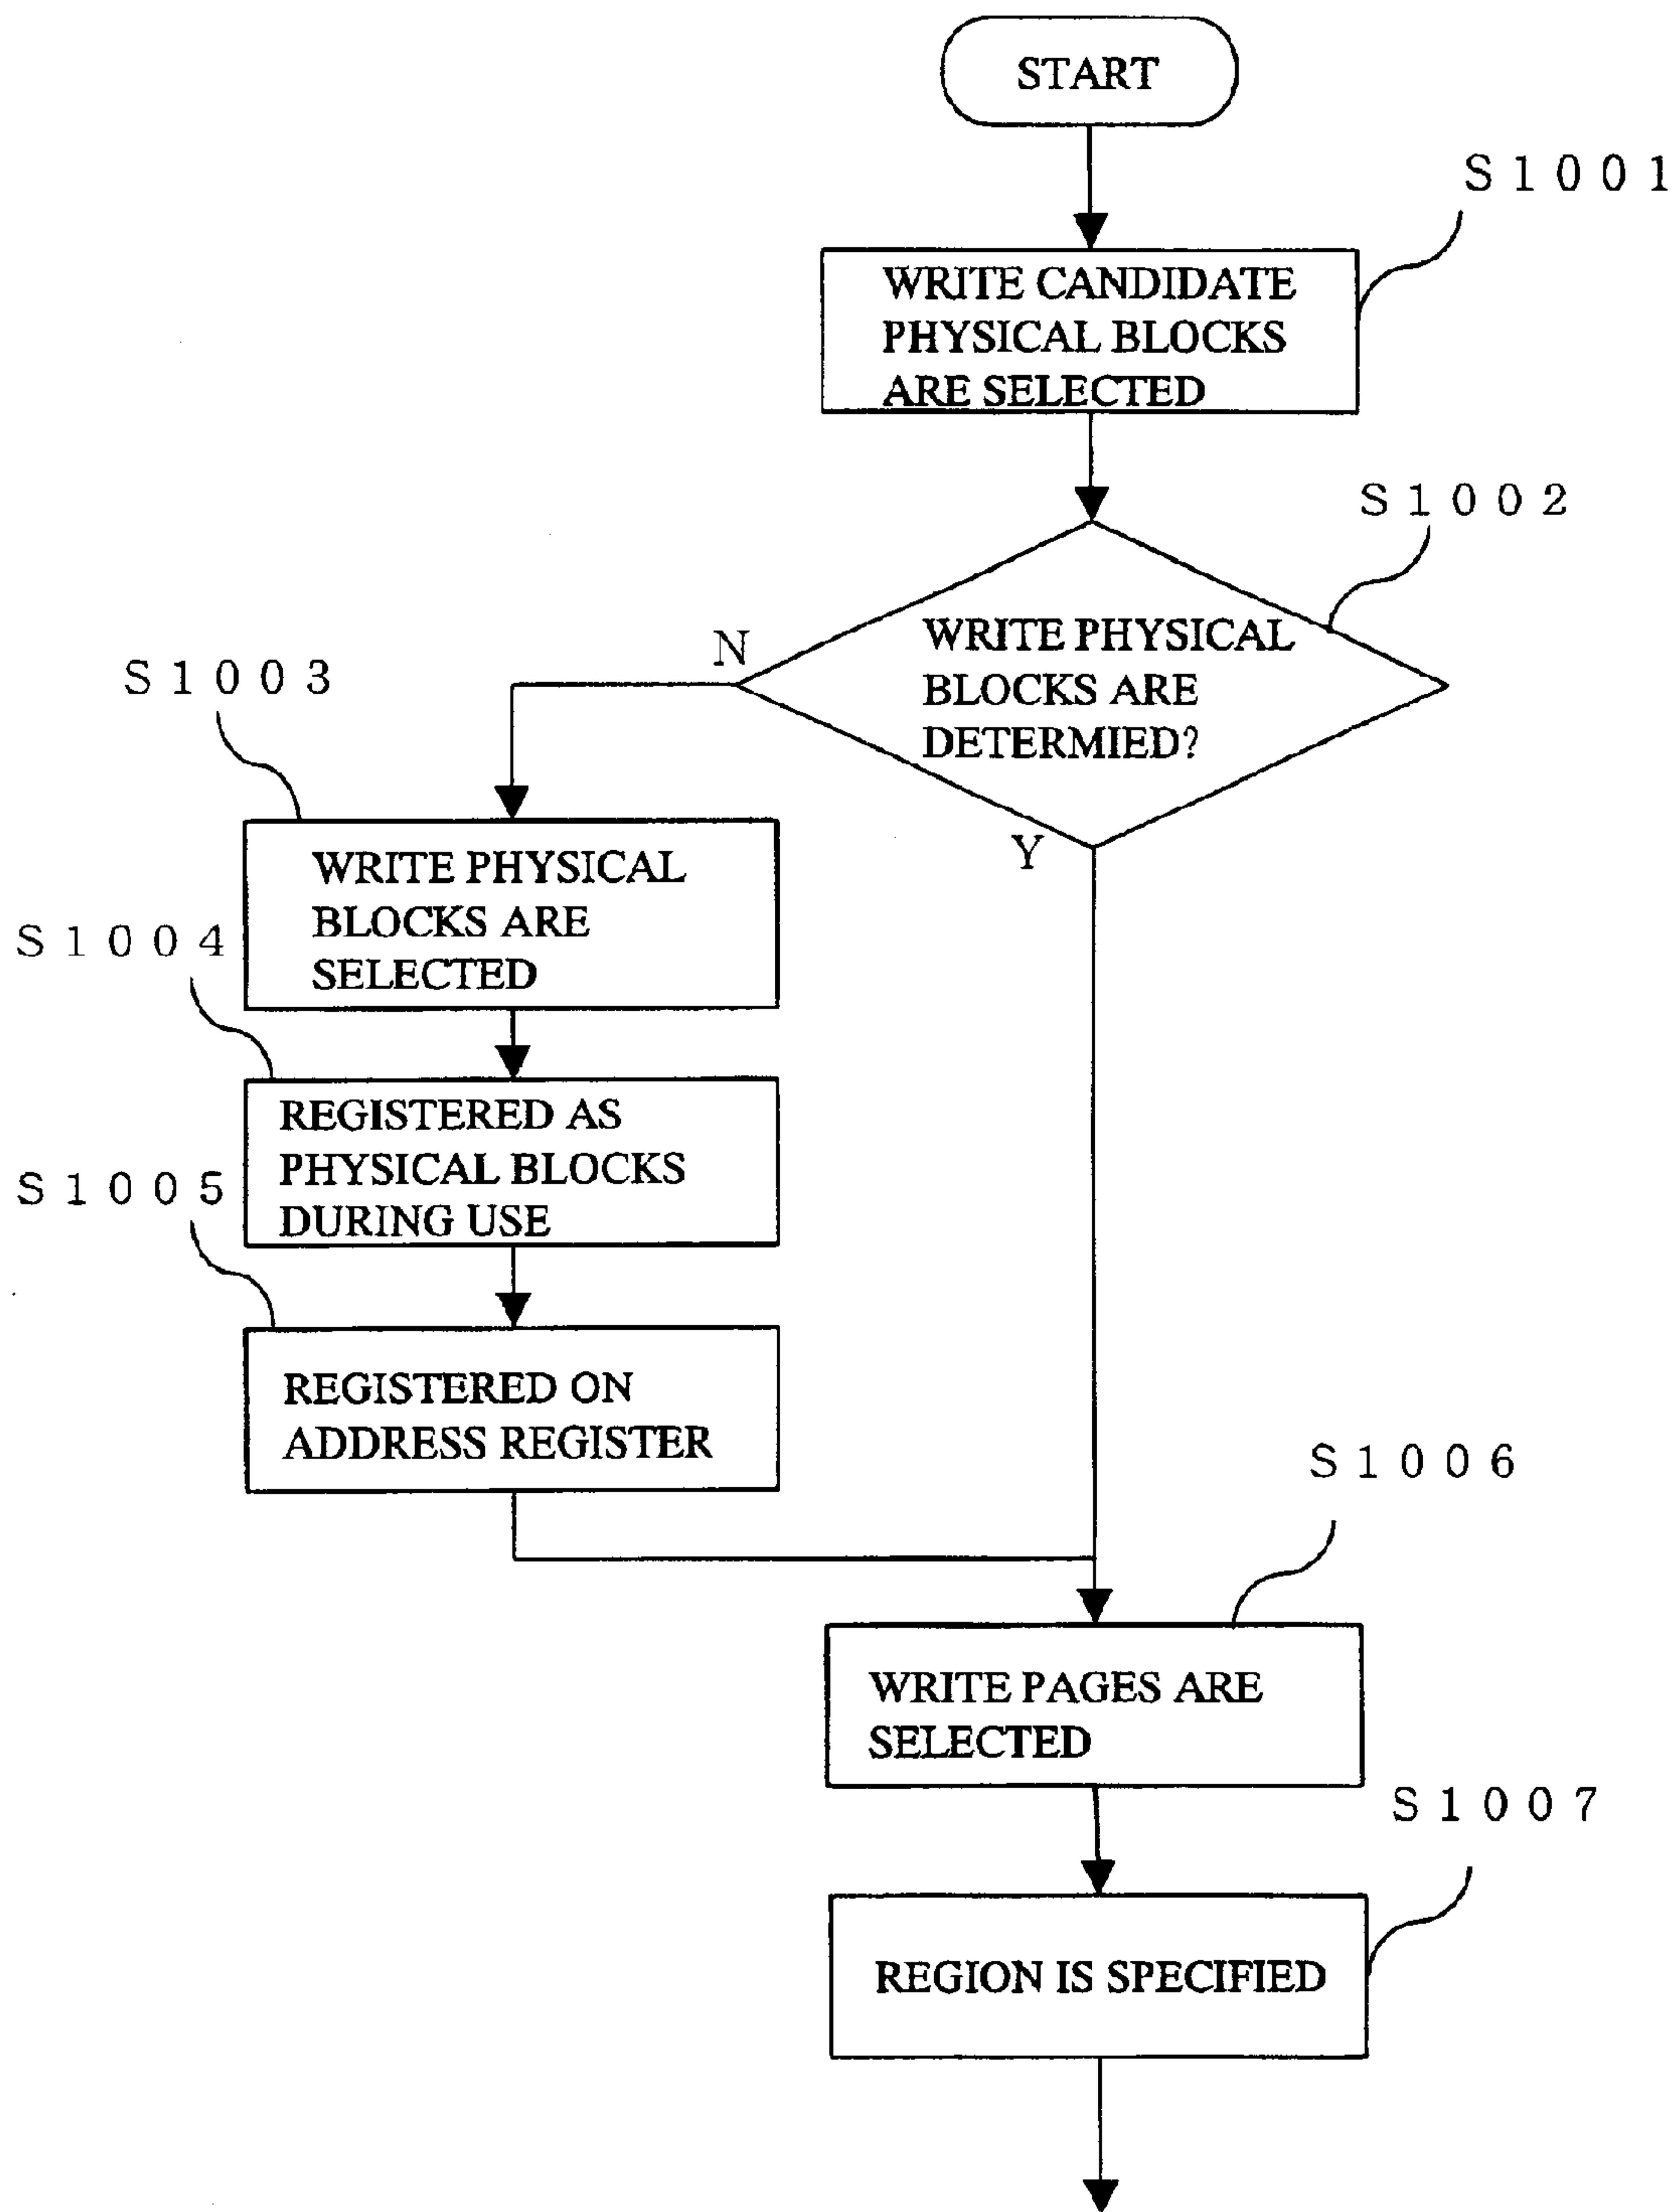 START
S1001
WRITE CANDIDATE
PHYSICAL BLOCKS
ARE SELECTED
S1002
WRITE PHYSICAL
BLOCKS ARE
DETERMIED?
N
Y
S1003
WRITE PHYSICAL
BLOCKS ARE
SELECTED
S1004
REGISTERED AS
PHYSICAL BLOCKS
DURING USE
S1005
REGISTERED ON
ADDRESS REGISTER
S1006
WRITE PAGES ARE
SELECTED
S1007
REGION IS SPECIFIED